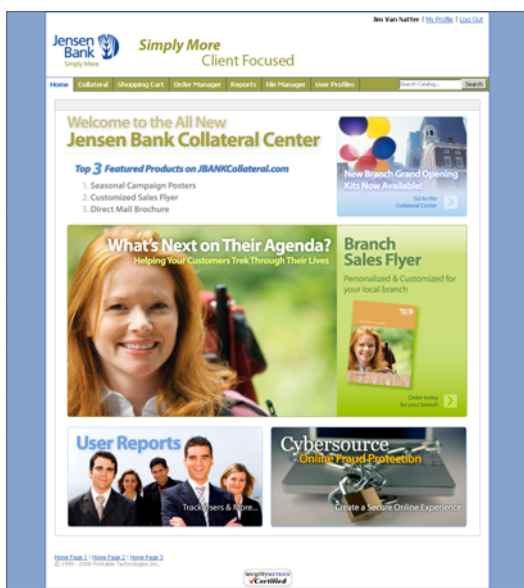 Jim Van Natter | My Profile | Log Out
Jensen
Bank
Simply More
Simply More
Client Focused
Home Collateral Shopping Cart Order Manager Reports File Manager User Profiles Search Catalog... Search
Welcome to the All New
Jensen Bank Collateral Center
Top 3 Featured Products on JBANKCollateral.com
1. Seasonal Campaign Posters
2. Customized Sales Flyer
3. Direct Mail Brochure
New Branch Grand Opening
Kits Now Available!
Go to the
Collateral Center
What's Next on Their Agenda?
Helping Your Customers Trek Through Their Lives
Branch
Sales Flyer
Personalized & Customized for
your local branch
Order today
for your branch
User Reports
Track Users & More...
Cybersource
Online Fraud Protection
Create a Secure Online Experience
Home Page 1 | Home Page 2 | Home Page 3
© 1999 - 2008 Printable Technologies Inc.
securitymetrics
Certified